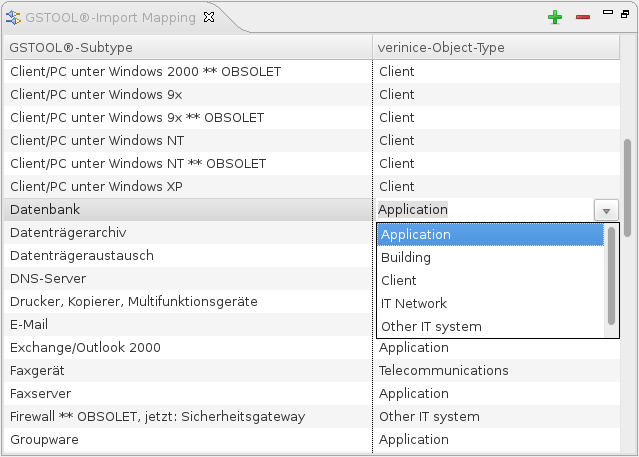 GSTOOL®-Import Mapping
GSTOOL®-Subtype verinice-Object-Type
Client/PC unter Windows 2000 ** OBSOLET Client
Client/PC unter Windows 9x Client
Client/PC unter Windows 9x ** OBSOLET Client
Client/PC unter Windows NT Client
Client/PC unter Windows NT ** OBSOLET Client
Client/PC unter Windows XP Client
Datenbank Application
Datenträgerarchiv Application
Datenträgeraustausch Building
DNS-Server Client
Drucker, Kopierer, Multifunktionsgeräte IT Network
E-Mail Other IT system
Exchange/Outlook 2000 Application
Faxgerät Telecommunications
Faxserver Application
Firewall ** OBSOLET, jetzt: Sicherheitsgateway Other IT system
Groupware Application